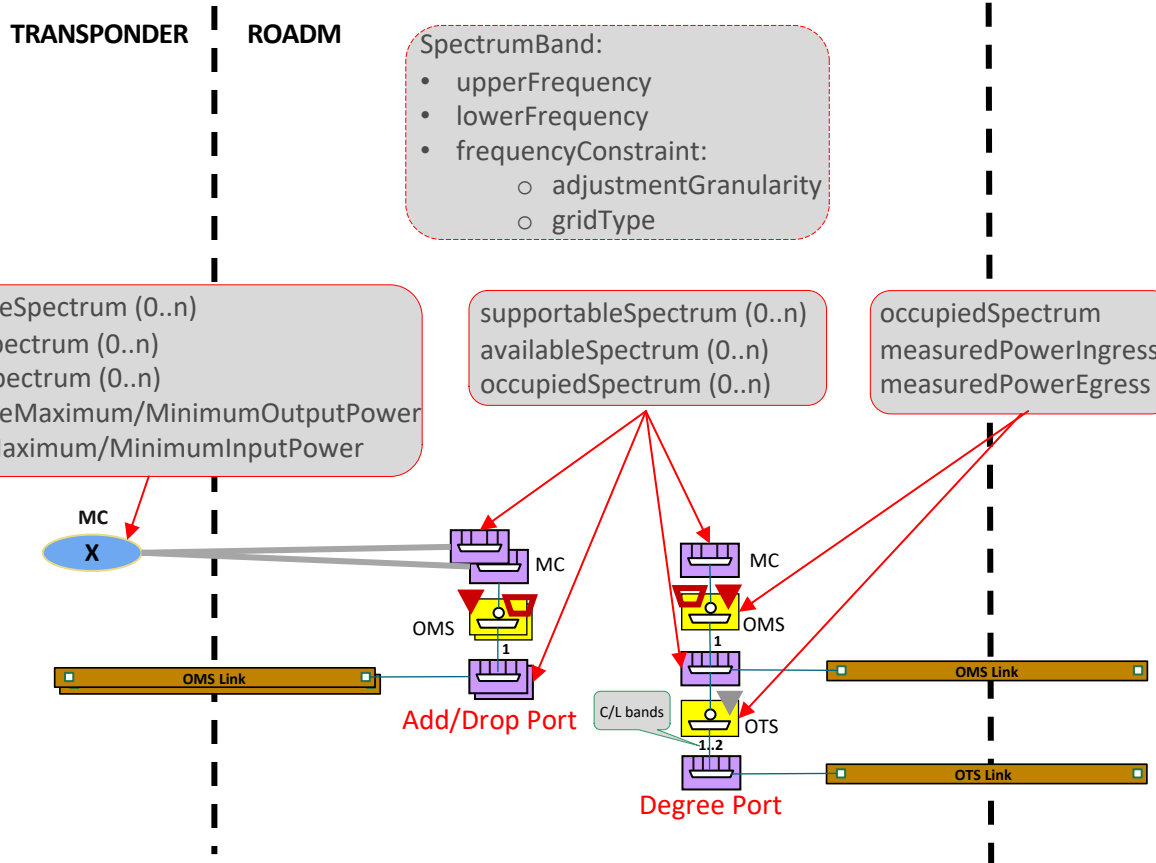 TRANSPONDER
ROADM
SpectrumBand:
• upperFrequency
• lowerFrequency
• frequencyConstraint:
o adjustmentGranularity
o gridType
eSpectrum (0..n)
pectrum (0..n)
pectrum (0..n)
eMaximum/MinimumOutputPower
aximum/MinimumInputPower
supportableSpectrum (0..n)
availableSpectrum (0..n)
occupiedSpectrum (0..n)
occupiedSpectrum
measuredPowerIngress
measuredPowerEgress
MC
X
MC
MC
OMS
OMS
1
1
OMS Link
OMS Link
Add/Drop Port
C/L bands
OTS
1..2
OTS Link
Degree Port